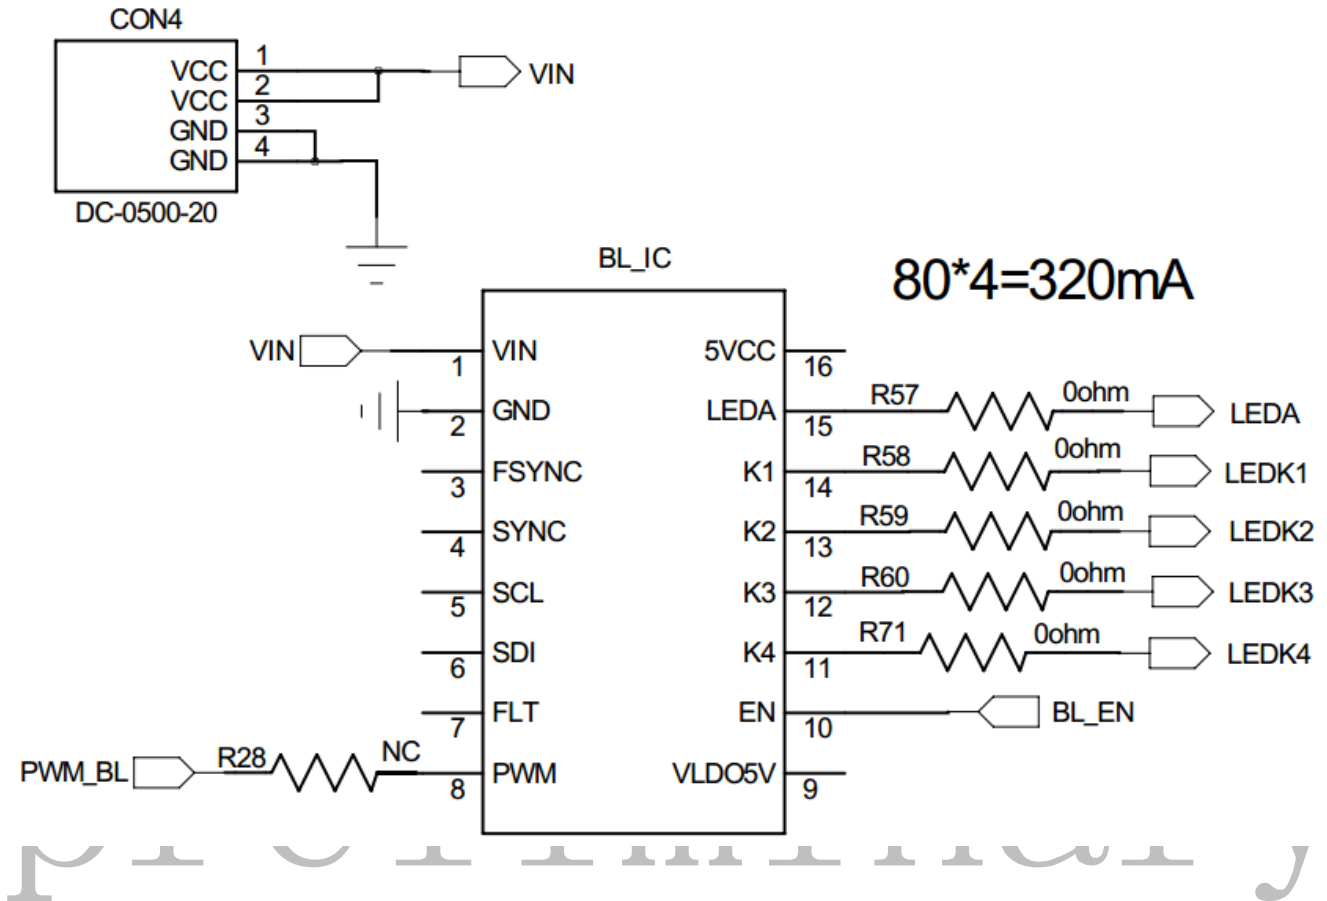 CON4
VCC 1
VCC 2
GND 3
GND 4
VIN
DC-0500-20
BL_IC
80*4=320mA
VIN 1 VIN 5VCC 16
2 GND LEDA 15 R57 0ohm LEDA
3 FSYNC K1 14 R58 0ohm LEDK1
4 SYNC K2 13 R59 0ohm LEDK2
5 SCL K3 12 R60 0ohm LEDK3
6 SDI K4 11 R71 0ohm LEDK4
7 FLT EN 10 BL_EN
PWM_BL R28 NC 8 PWM VLDO5V 9
preliminary